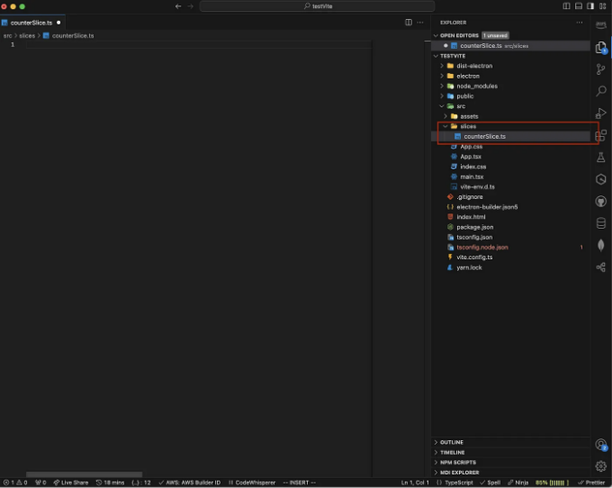 testVite
counterSlice.ts
src > slices > counterSlice.ts
1
EXPLORER
OPEN EDITORS 1 unsaved
counterSlice.ts src/slices
TESTVITE
dist-electron
electron
node_modules
public
src
assets
slices
counterSlice.ts
App.css
App.tsx
index.css
main.tsx
vite-env.d.ts
.gitignore
electron-builder.json5
index.html
package.json
tsconfig.json
tsconfig.node.json 1
vite.config.ts
yarn.lock
OUTLINE
TIMELINE
NPM SCRIPTS
MDI EXPLORER
1 0 0 Live Share 18 mins {..} : 12 AWS: AWS Builder ID CodeWhisperer -- INSERT -- Ln 1, Col 1 {} TypeScript Spell Ninja 85% Prettier